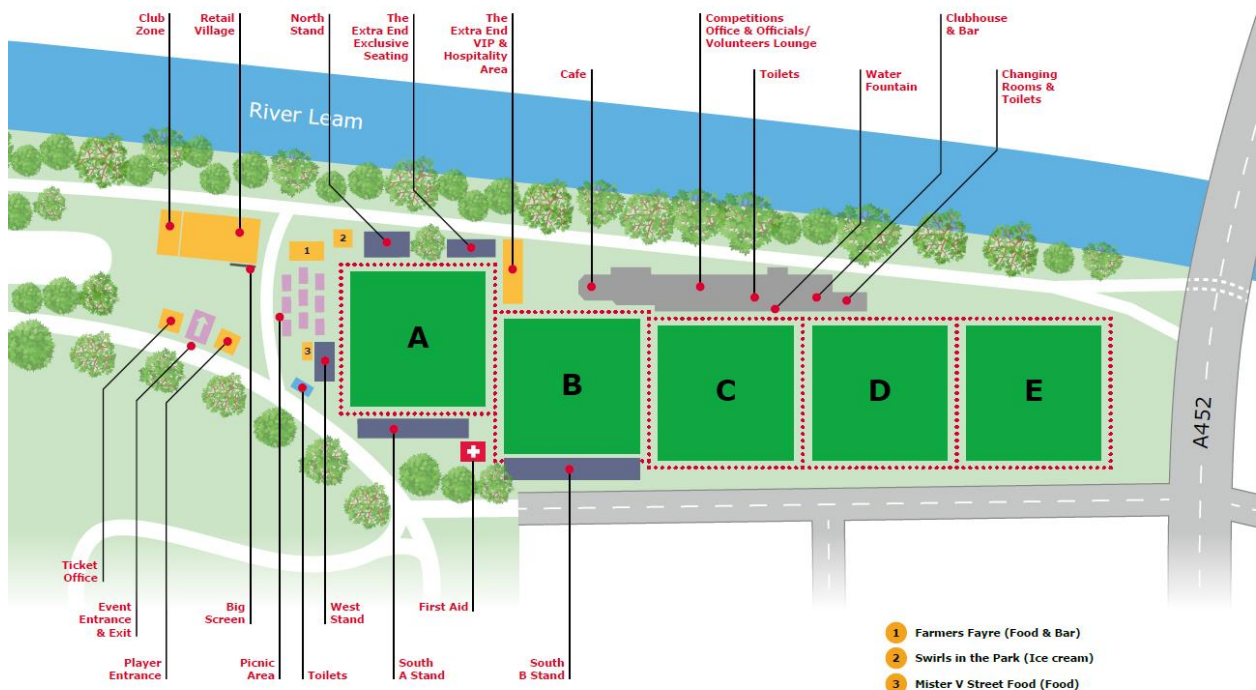 Club
Zone
Retail
Village
North
Stand
The
Extra End
Exclusive
Seating
The
Extra End
VIP &
Hospitality
Area
Cafe
Competitions
Office & Officials/
Volunteers Lounge
Toilets
Water
Fountain
Clubhouse
& Bar
Changing
Rooms &
Toilets
River Leam
1
2
3
A
B
C
D
E
A452
Ticket
Office
Event
Entrance
& Exit
Player
Entrance
Big
Screen
Picnic
Area
Toilets
West
Stand
South
A Stand
First Aid
South
B Stand
1 Farmers Fayre (Food & Bar)
2 Swirls in the Park (Ice cream)
3 Mister V Street Food (Food)